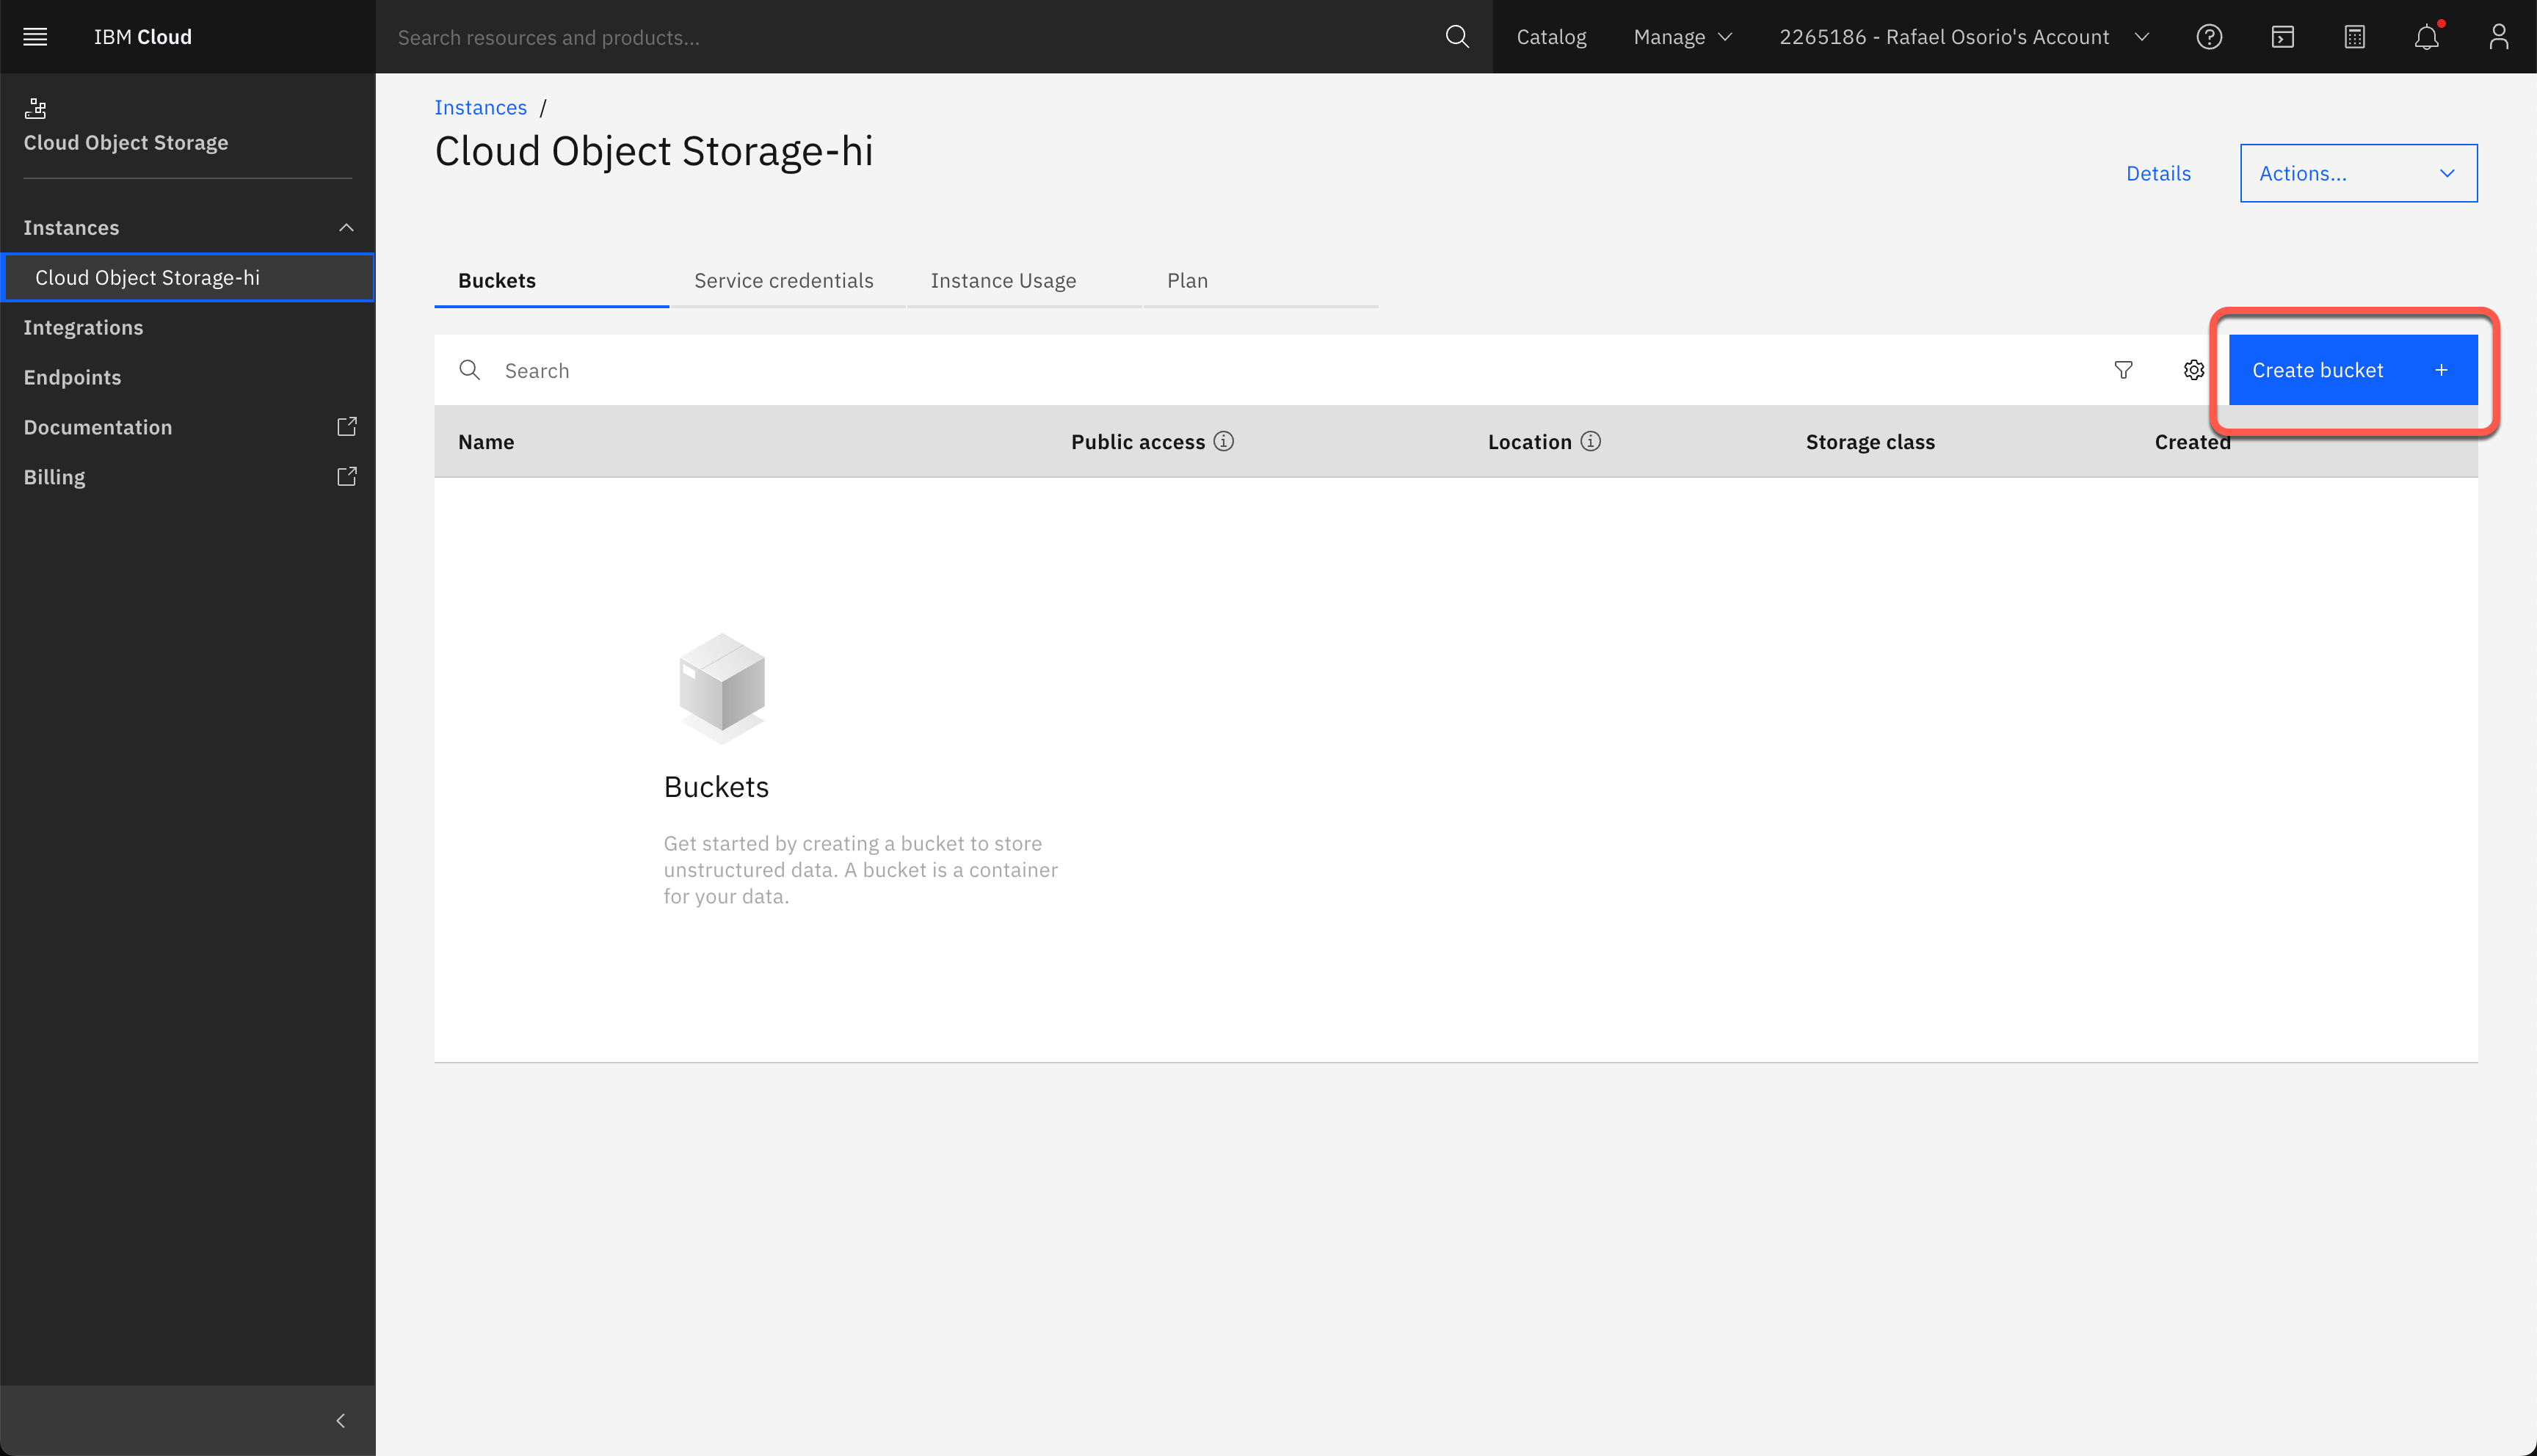 IBM Cloud
Search resources and products...
Catalog
Manage
2265186 - Rafael Osorio's Account
Cloud Object Storage
Instances
Cloud Object Storage-hi
Integrations
Endpoints
Documentation
Billing
Instances /
Cloud Object Storage-hi
Details
Actions...
Buckets
Service credentials
Instance Usage
Plan
Search
Create bucket +
Name
Public access
Location
Storage class
Created
Buckets
Get started by creating a bucket to store
unstructured data. A bucket is a container
for your data.